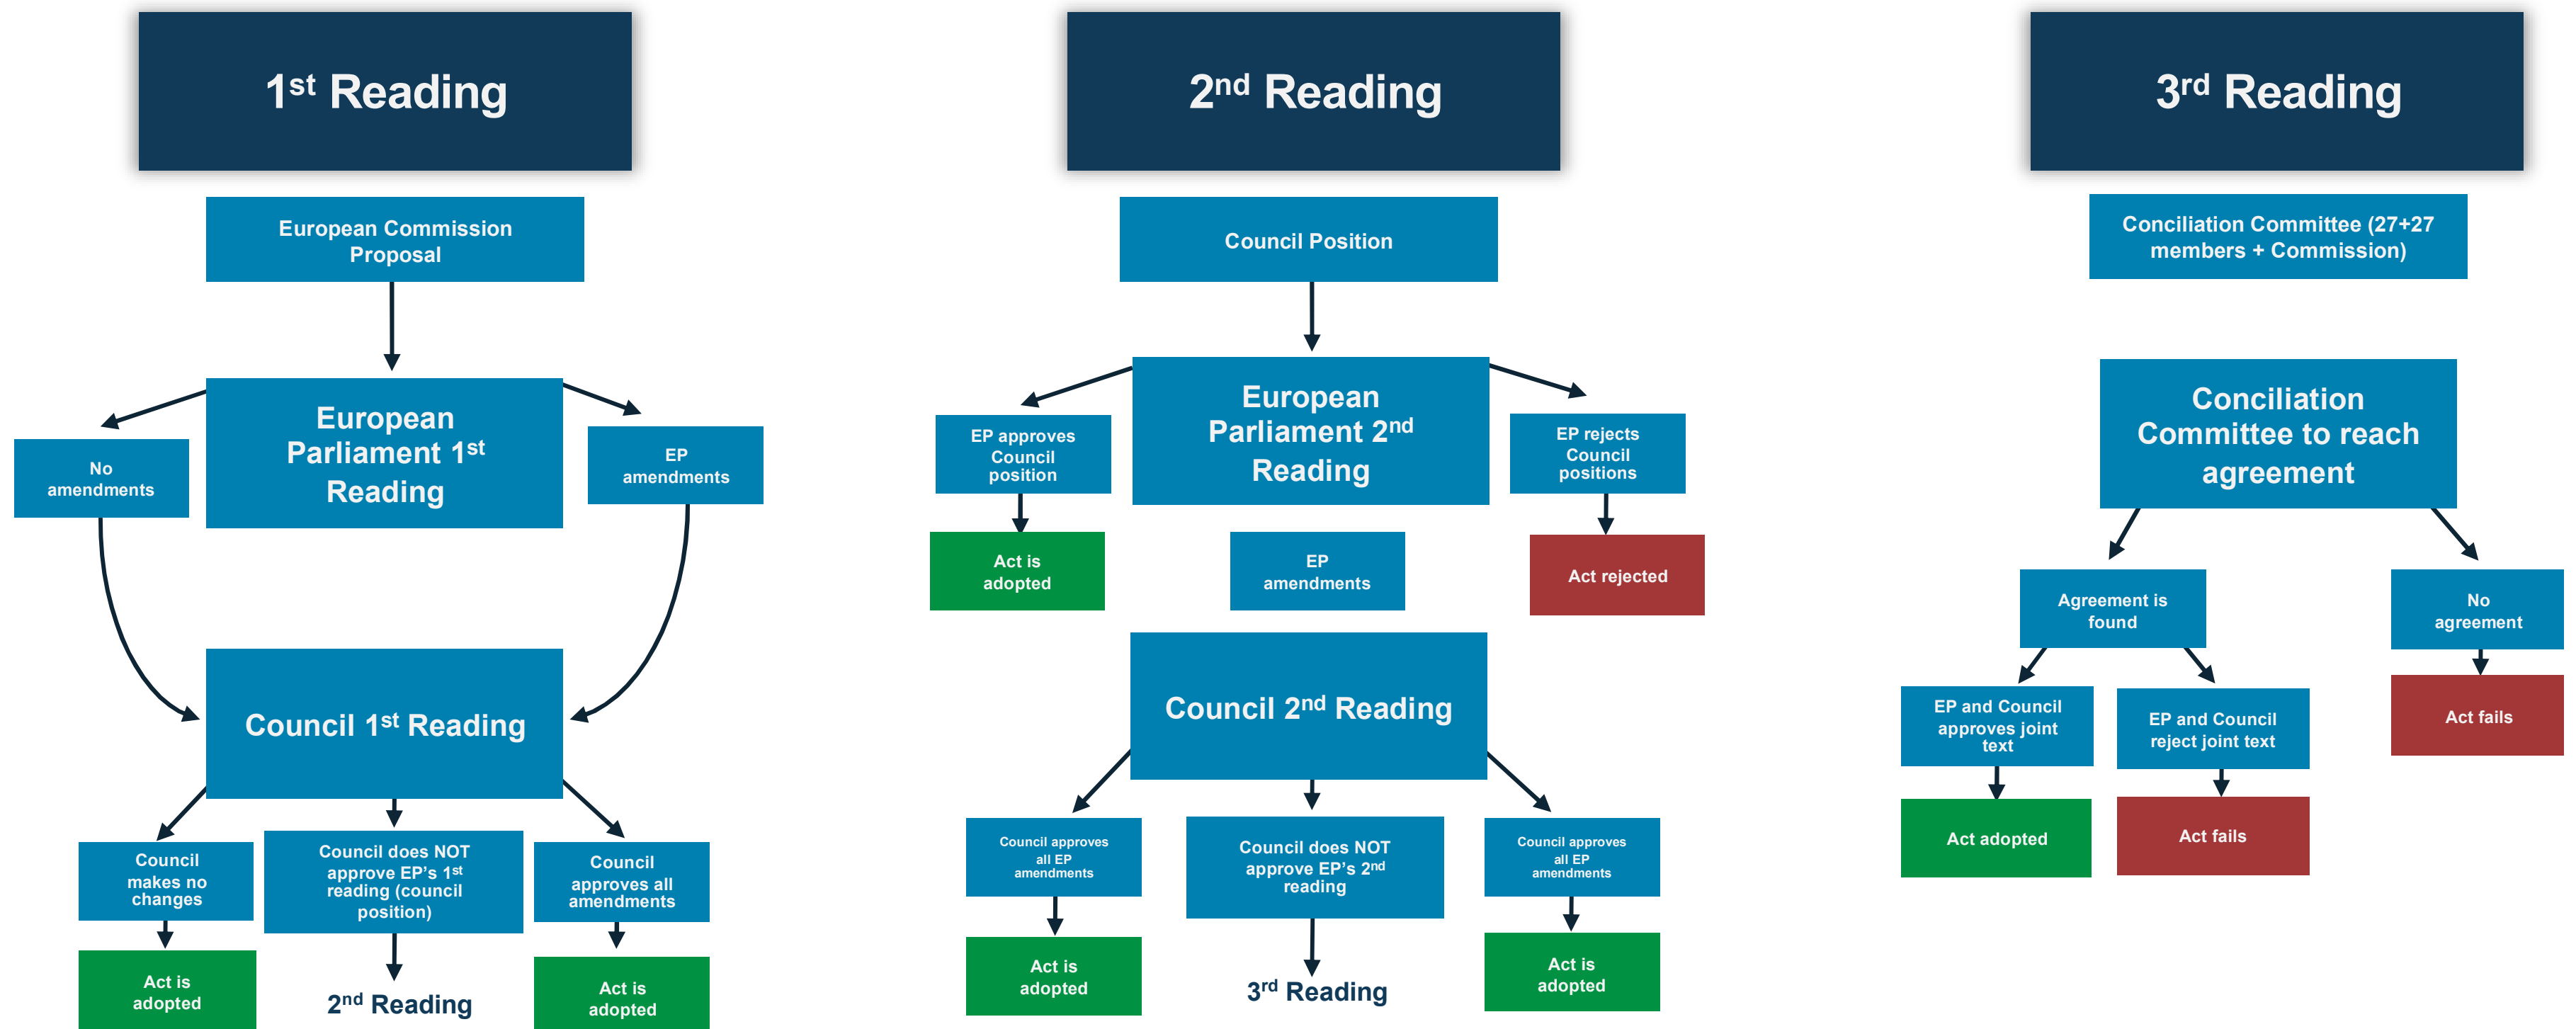 1st Reading
European Commission
Proposal
European
Parliament 1st
Reading
No
amendments
EP
amendments
Council 1st Reading
Council
makes no
changes
Council does NOT
approve EP’s 1st
reading (council
position)
Council
approves all
amendments
Act is
adopted
2nd Reading
Act is
adopted
2nd Reading
Council Position
European
Parliament 2nd
Reading
EP approves
Council
position
EP rejects
Council
positions
Act is
adopted
EP
amendments
Act rejected
Council 2nd Reading
Council approves
all EP
amendments
Council does NOT
approve EP’s 2nd
reading
Council approves
all EP
amendments
Act is
adopted
3rd Reading
Act is
adopted
3rd Reading
Conciliation Committee (27+27
members + Commission)
Conciliation
Committee to reach
agreement
Agreement is
found
No
agreement
EP and Council
approves joint
text
EP and Council
reject joint text
Act fails
Act adopted
Act fails